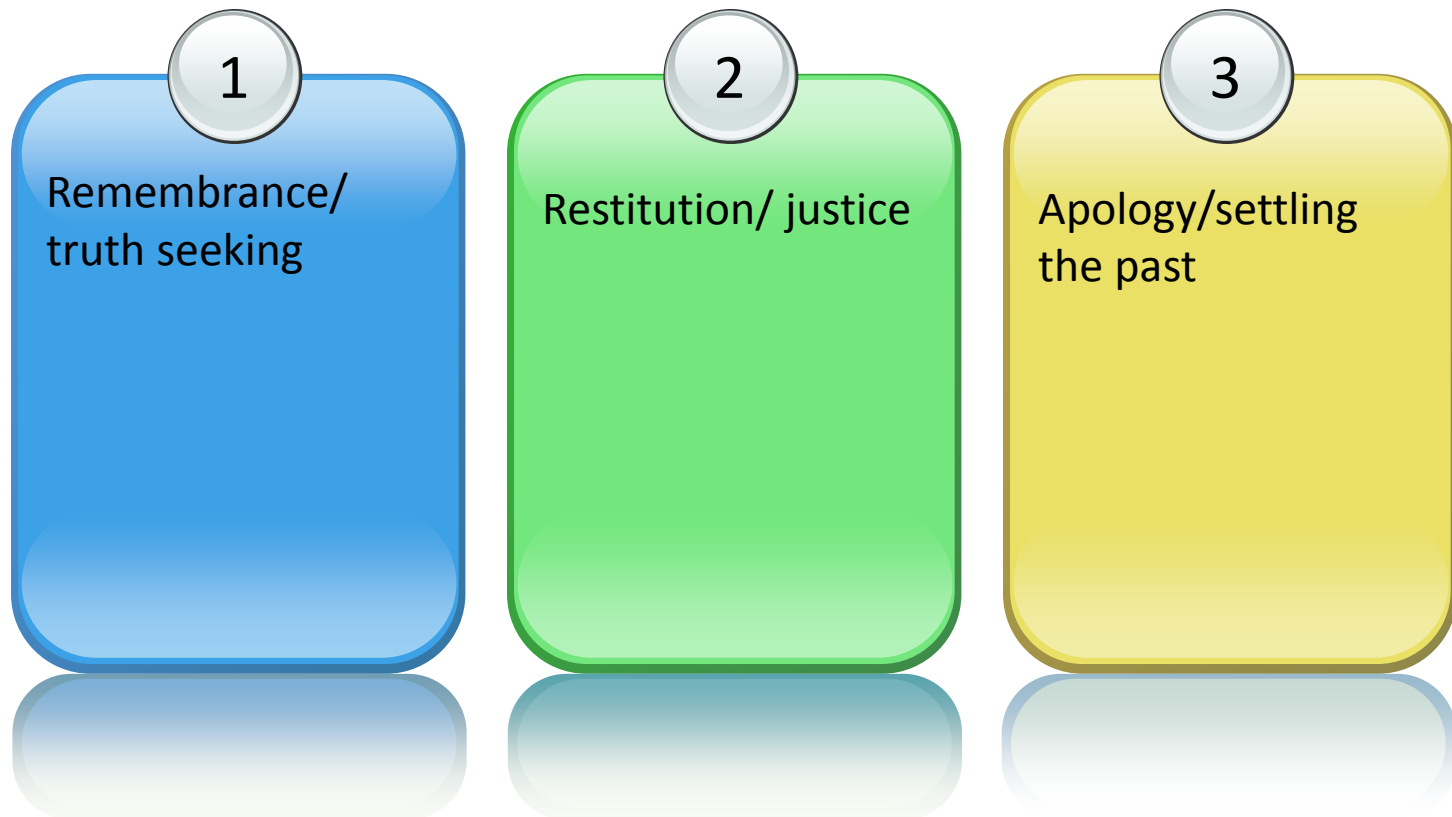 1
Remembrance/
truth seeking
2
Restitution/ justice
3
Apology/settling
the past